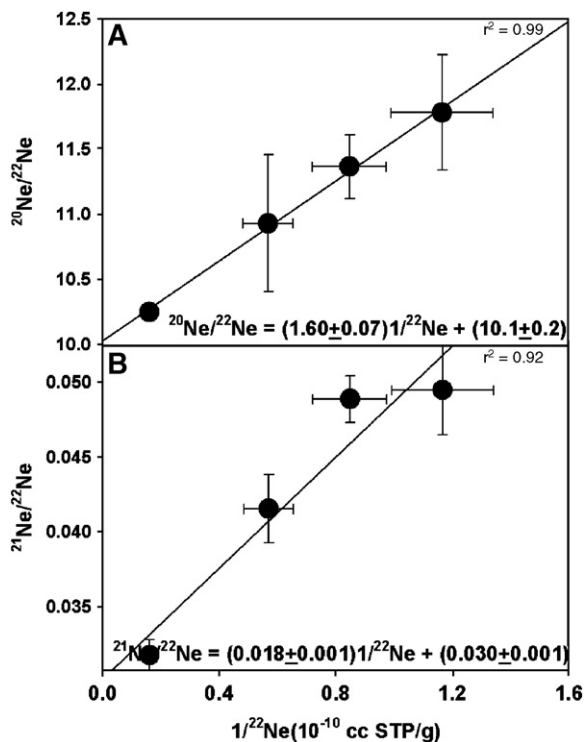 A
r² = 0.99
12.5
12.0
11.5
11.0
10.5
10.0
²⁰Ne/²²Ne
²⁰Ne/²²Ne = (1.60±0.07)1/²²Ne + (10.1±0.2)
B
r² = 0.92
0.050
0.045
0.040
0.035
²¹Ne/²²Ne
²¹Ne/²²Ne = (0.018±0.001)1/²²Ne + (0.030±0.001)
0.0 0.4 0.8 1.2 1.6
1/²²Ne(10⁻¹⁰ cc STP/g)